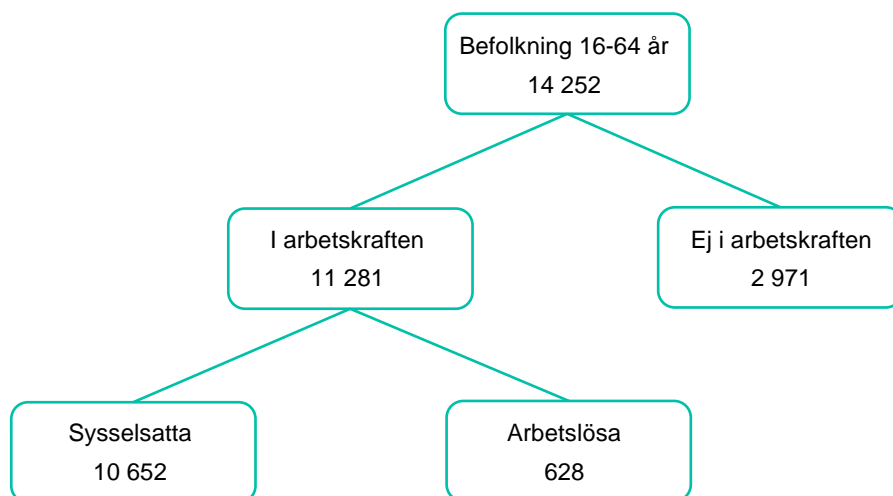 Befolkning 16-64 år
14 252
I arbetskraften
11 281
Ej i arbetskraften
2 971
Sysselsatta
10 652
Arbetslösa
628